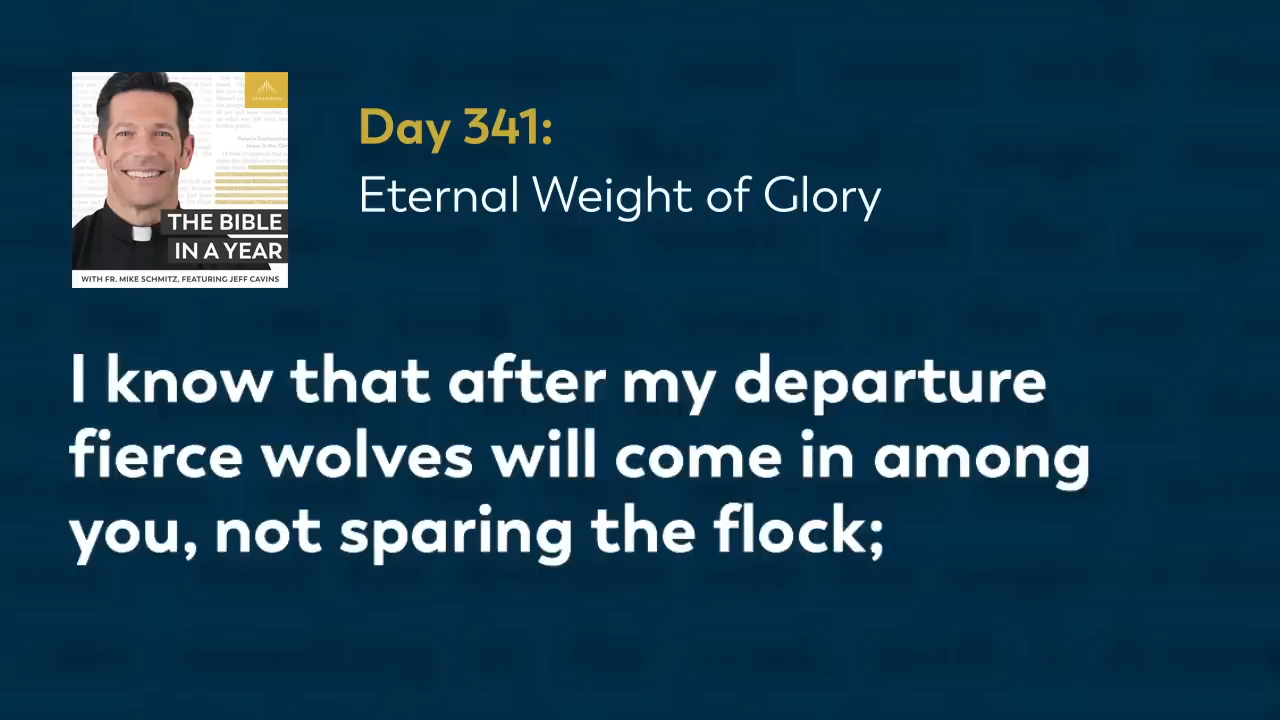 Day 341:
Eternal Weight of Glory
THE BIBLE
IN A YEAR
WITH FR. MIKE SCHMITZ, FEATURING JEFF CAVINS
I know that after my departure
fierce wolves will come in among
you, not sparing the flock;